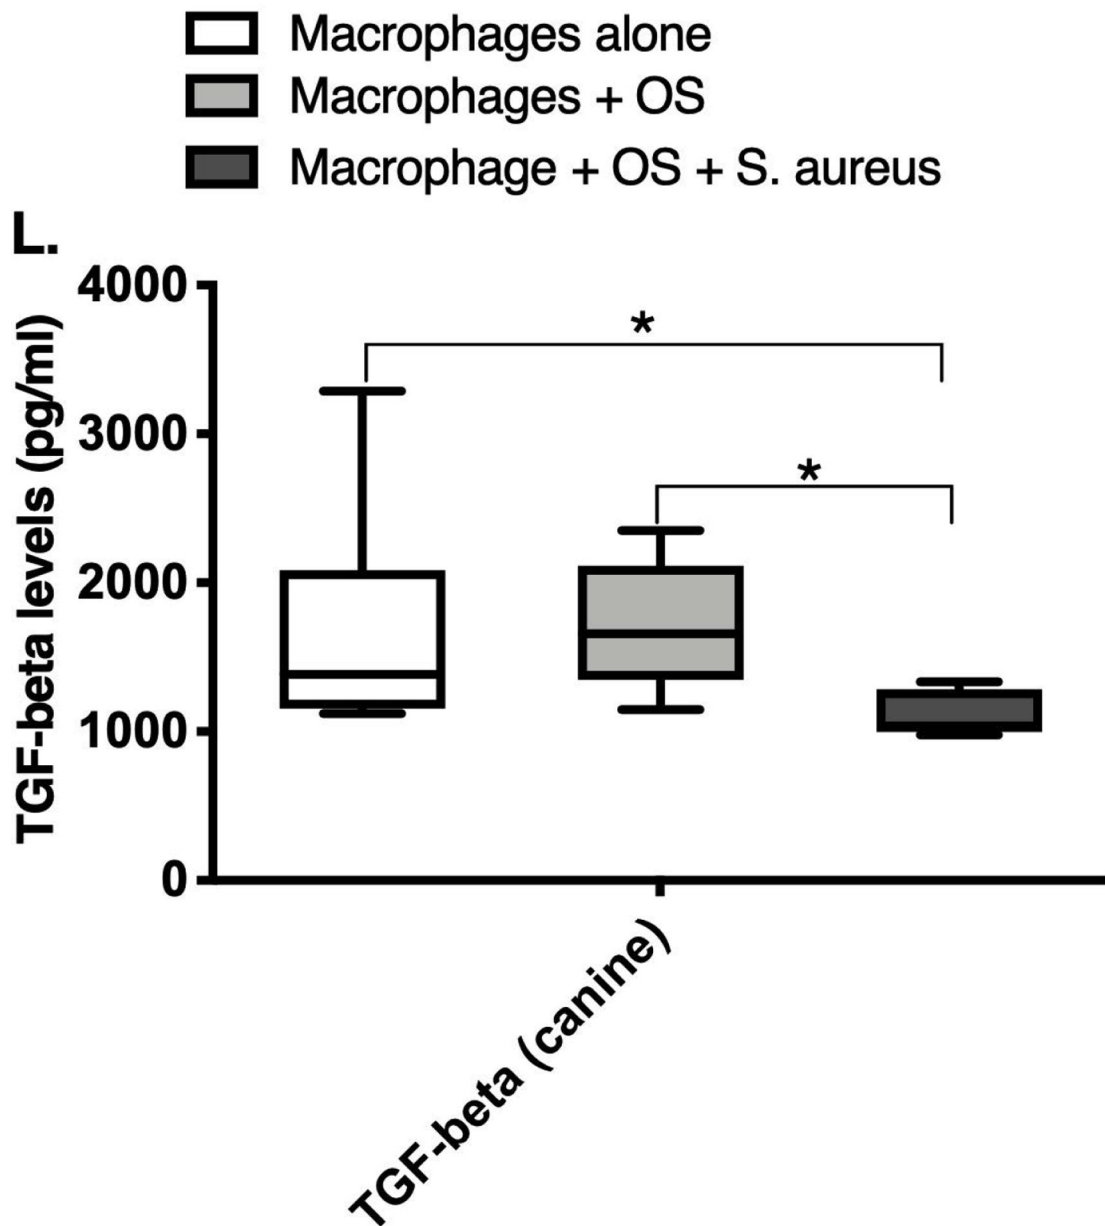 Macrophages alone
Macrophages + OS
Macrophage + OS + S. aureus
L.
TGF-beta levels (pg/ml)
4000
3000
2000
1000
0
*
*
TGF-beta (canine)